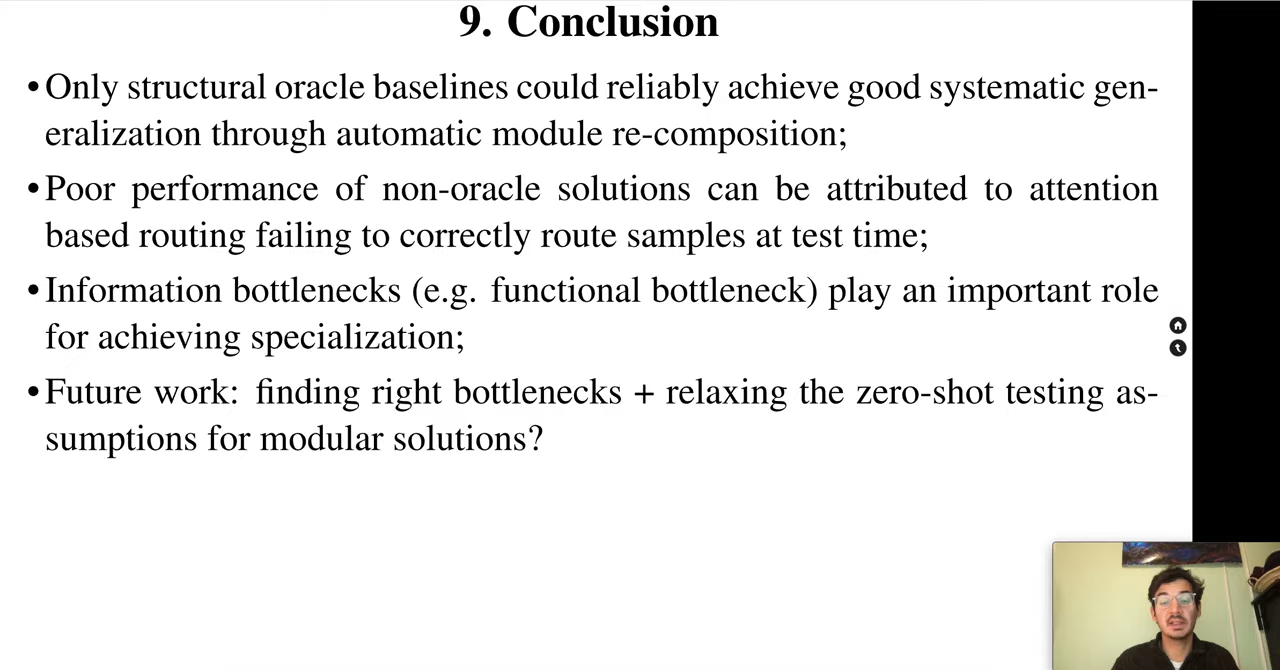 9. Conclusion
•Only structural oracle baselines could reliably achieve good systematic gen-
eralization through automatic module re-composition;
•Poor performance of non-oracle solutions can be attributed to attention
based routing failing to correctly route samples at test time;
•Information bottlenecks (e.g. functional bottleneck) play an important role
for achieving specialization;
•Future work: finding right bottlenecks + relaxing the zero-shot testing as-
sumptions for modular solutions?